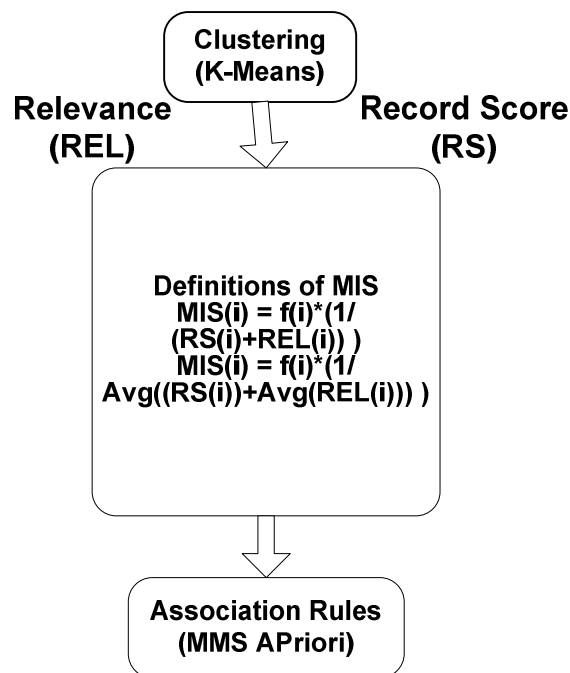 Clustering
(K-Means)
Relevance
(REL)
Record Score
(RS)
Definitions of MIS
MIS(i) = f(i)*(1/
(RS(i)+REL(i)) )
MIS(i) = f(i)*(1/
Avg((RS(i))+Avg(REL(i))) )
Association Rules
(MMS APriori)